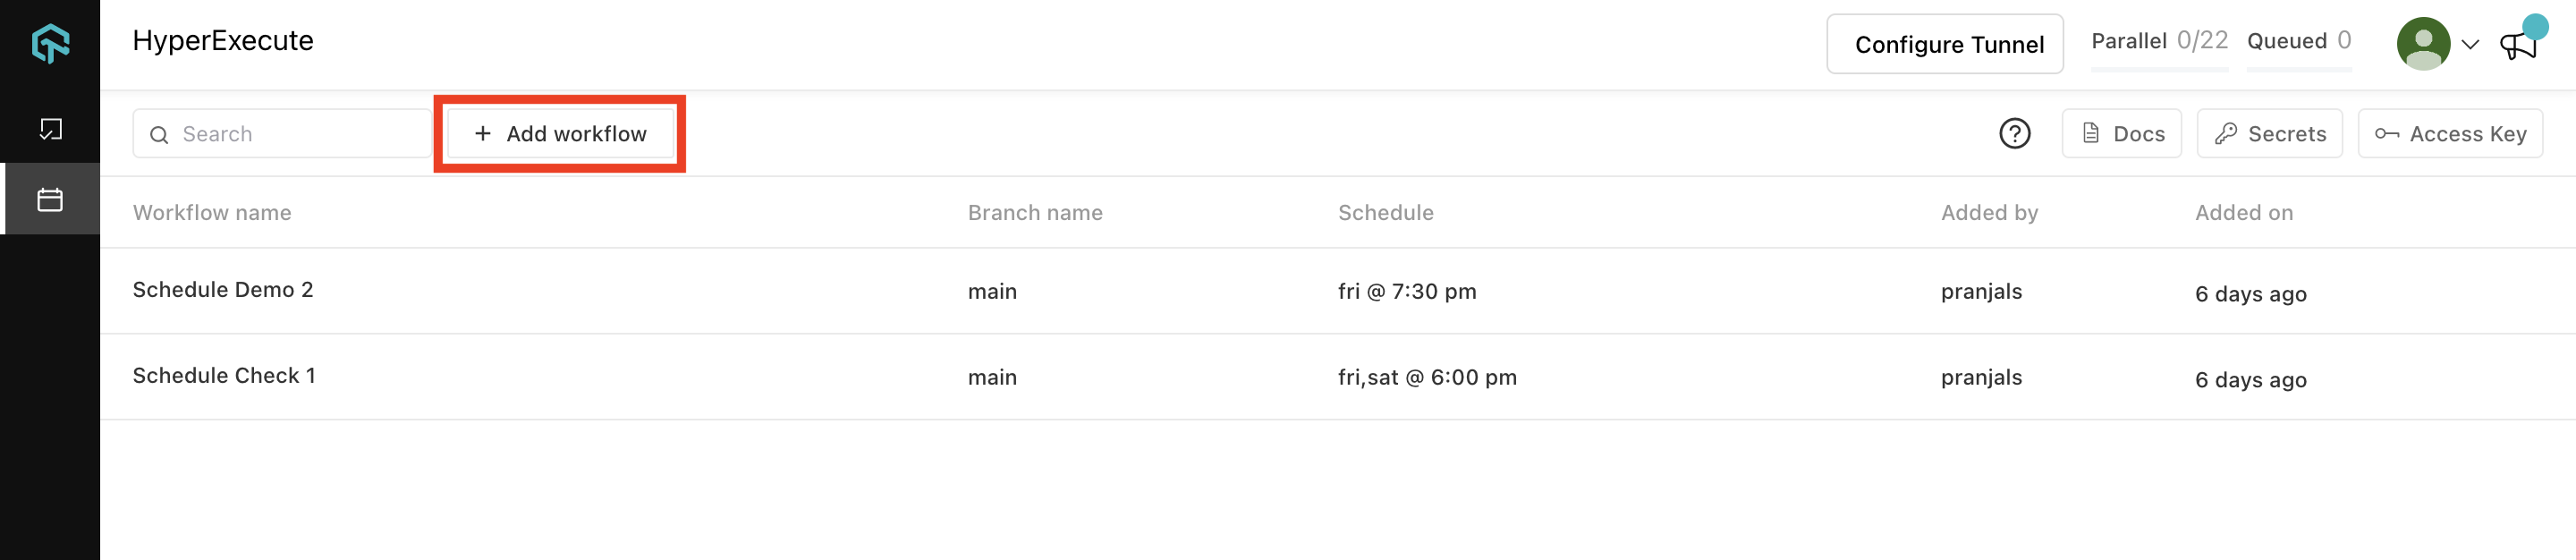 HyperExecute
Configure Tunnel
Parallel 0/22
Queued 0
Search
+ Add workflow
Docs
Secrets
Access Key
Workflow name Branch name Schedule Added by Added on
Schedule Demo 2 main fri @ 7:30 pm pranjals 6 days ago
Schedule Check 1 main fri,sat @ 6:00 pm pranjals 6 days ago